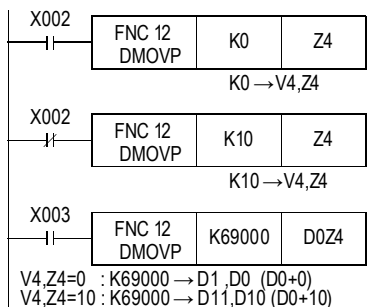 X002
FNC 12 DMOVP K0 Z4
K0 → V4,Z4
X002
FNC 12 DMOVP K10 Z4
K10 → V4,Z4
X003
FNC 12 DMOVP K69000 D0Z4
V4,Z4=0 : K69000 → D1 ,D0 (D0+0)
V4,Z4=10 : K69000 → D11,D10 (D0+10)